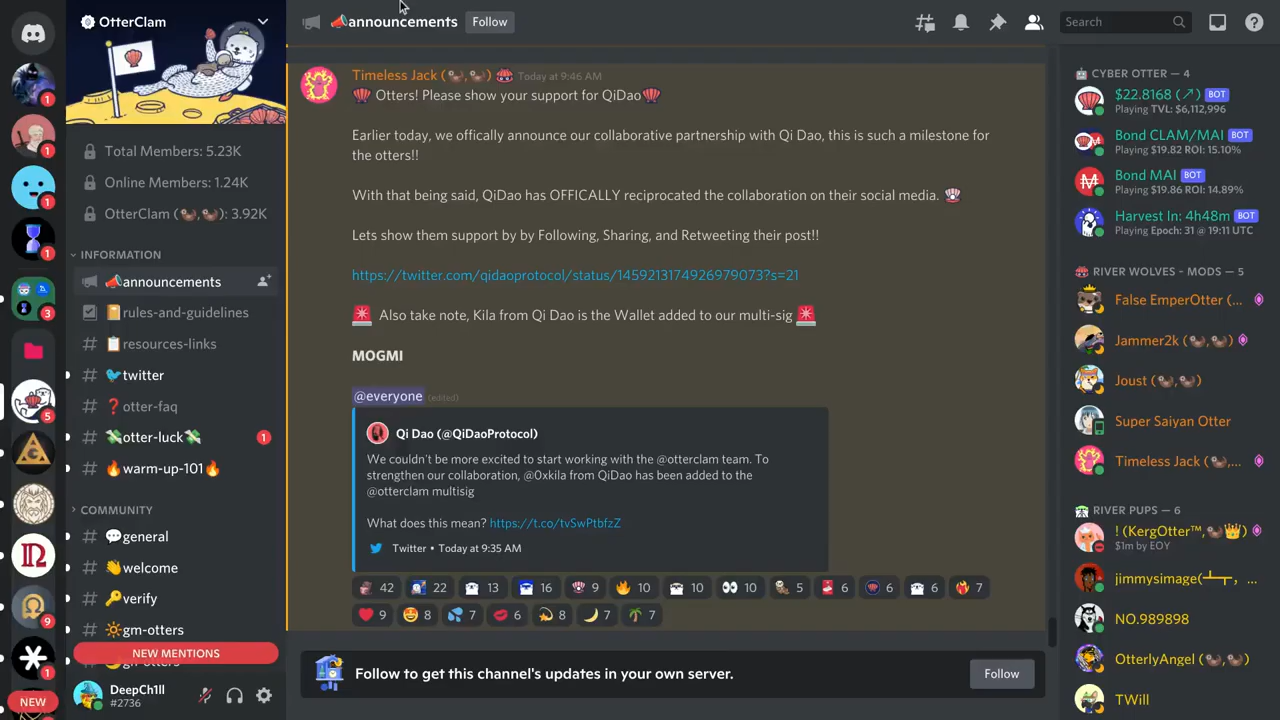 OtterClam
📣announcements
Follow
Search
1
1
1
1
3
5
9
1
NEW
Total Members: 5.23K
Online Members: 1.24K
OtterClam (🦦,🦦): 3.92K
INFORMATION
📣announcements
📔rules-and-guidelines
📋resources-links
🐦twitter
❓otter-faq
💸otter-luck💸
1
🔥warm-up-101🔥
COMMUNITY
💬general
👋welcome
🔑verify
🔆gm-otters
NEW MENTIONS
DeepCh1ll
#2736
Timeless Jack (🦦,🦦) Today at 9:46 AM
Otters! Please show your support for QiDao
Earlier today, we offically announce our collaborative partnership with Qi Dao, this is such a milestone for
the otters!!
With that being said, QiDao has OFFICALLY reciprocated the collaboration on their social media.
Lets show them support by by Following, Sharing, and Retweeting their post!!
https://twitter.com/qidaoprotocol/status/1459213174926979073?s=21
🚨 Also take note, Kila from Qi Dao is the Wallet added to our multi-sig 🚨
MOGMI
@everyone (edited)
Qi Dao (@QiDaoProtocol)
We couldn't be more excited to start working with the @otterclam team. To
strengthen our collaboration, @0xkila from QiDao has been added to the
@otterclam multisig
What does this mean? https://t.co/tvSwPtbfzZ
Twitter • Today at 9:35 AM
42 22 13 16 9 🔥 10 10 👀 10 5 6 6 6 7
❤️ 9 🤩 8 💦 7 💋 6 💫 8 🌙 7 🌴 7
Follow to get this channel's updates in your own server.
Follow
CYBER OTTER — 4
$22.8168 (↗) BOT
Playing TVL: $6,112,996
Bond CLAM/MAI BOT
Playing $19.82 ROI: 15.10%
Bond MAI BOT
Playing $19.86 ROI: 14.89%
Harvest In: 4h48m BOT
Playing Epoch: 31 @ 19:11 UTC
RIVER WOLVES - MODS — 5
False EmperOtter (...
Jammer2k (🦦,🦦)
Joust (🦦,🦦)
Super Saiyan Otter
Timeless Jack (🦦,...
RIVER PUPS — 6
! (KergOtter™,🦦👑)
$1m by EOY
jimmysimage(┻┳, ...
NO.989898
OtterlyAngel (🦦,🦦)
TWill